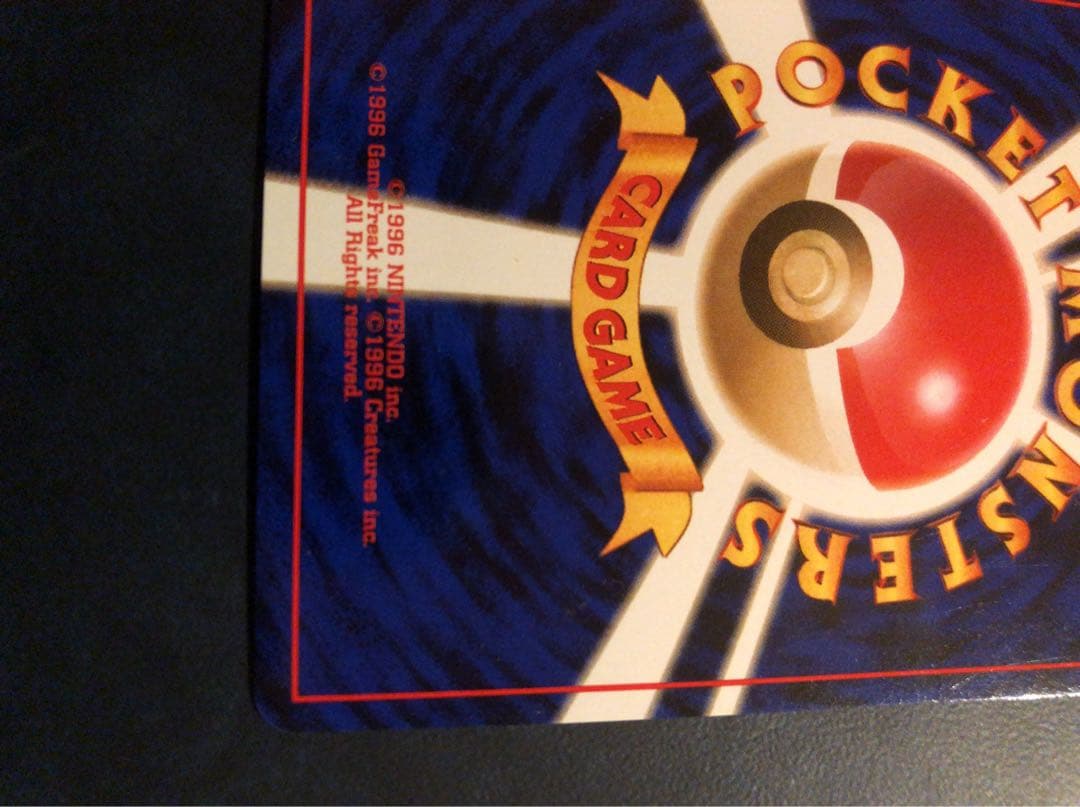 POCKET MONSTERS
CARD GAME
©1996 NINTENDO inc.
©1996 GameFreak inc. ©1996 Creatures inc.
All Rights reserved.